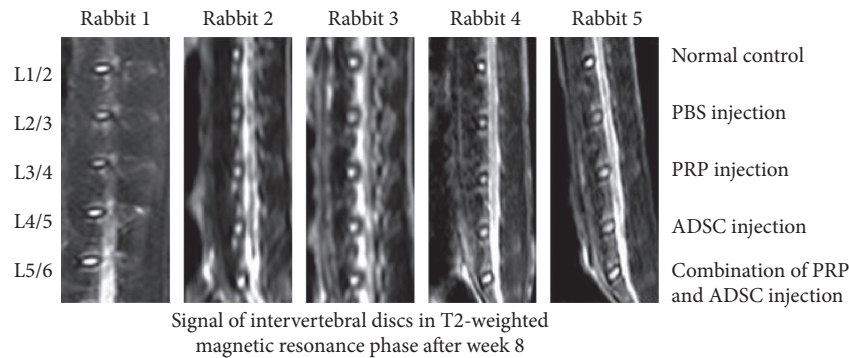 Rabbit 1 Rabbit 2 Rabbit 3 Rabbit 4 Rabbit 5
L1/2
L2/3
L3/4
L4/5
L5/6
Normal control
PBS injection
PRP injection
ADSC injection
Combination of PRP
and ADSC injection
Signal of intervertebral discs in T2-weighted
magnetic resonance phase after week 8